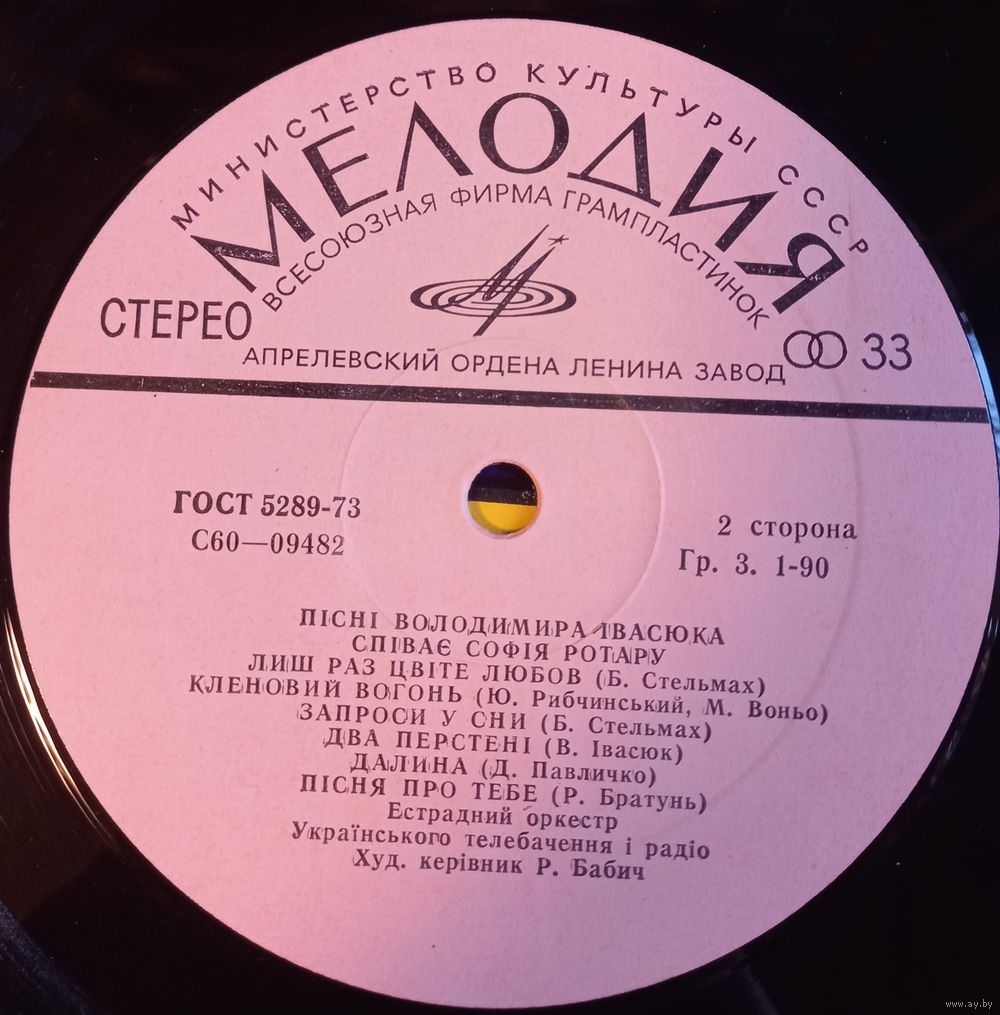 МИНИСТЕРСТВО КУЛЬТУРЫ СССР
МЕЛОДИЯ
ВСЕСОЮЗНАЯ ФИРМА ГРАМПЛАСТИНОК
СТЕРЕО
33
АПРЕЛЕВСКИЙ ОРДЕНА ЛЕНИНА ЗАВОД
ГОСТ 5289-73
С60—09482
2 сторона
Гр. 3. 1-90
ПІСНІ ВОЛОДИМИРА ІВАСЮКА
СПІВАЄ СОФІЯ РОТАРУ
ЛИШ РАЗ ЦВІТЕ ЛЮБОВ (Б. Стельмах)
КЛЕНОВИЙ ВОГОНЬ (Ю. Рибчинський, М. Воньо)
ЗАПРОСИ У СНИ (Б. Стельмах)
ДВА ПЕРСТЕНІ (В. Івасюк)
ДАЛИНА (Д. Павличко)
ПІСНЯ ПРО ТЕБЕ (Р. Братунь)
Естрадний оркестр
Українського телебачення і радіо
Худ. керівник Р. Бабич
www.ay.by